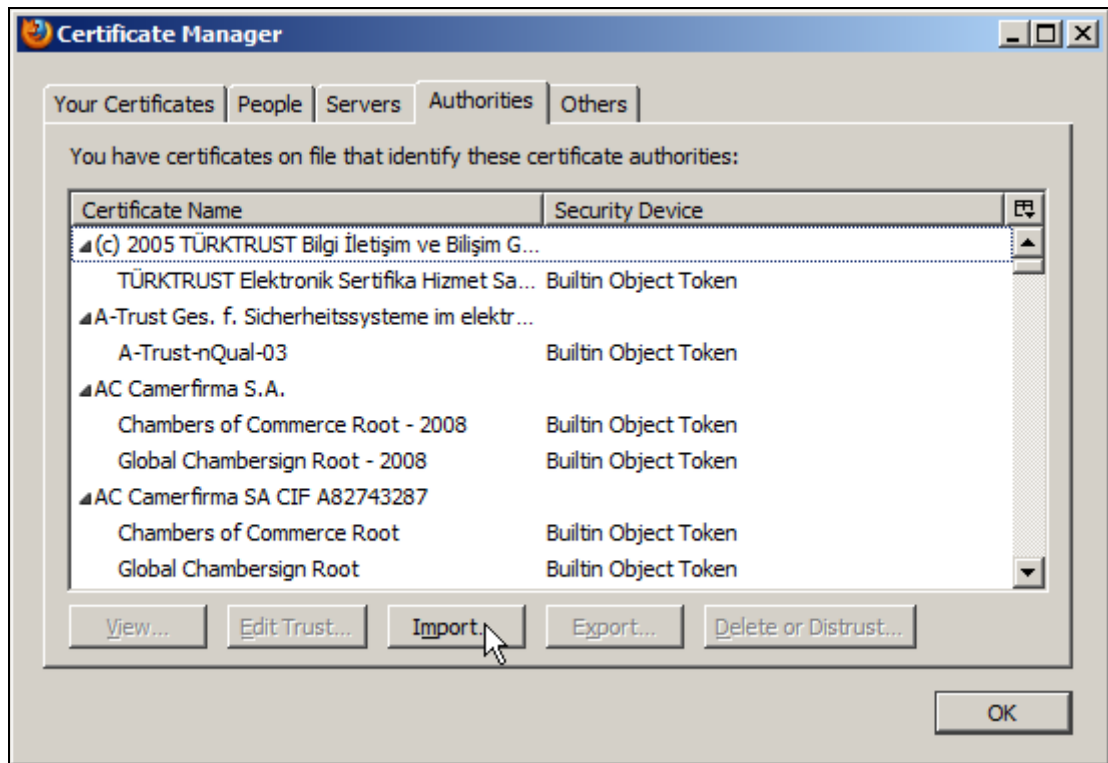 Certificate Manager
Your Certificates People Servers Authorities Others
You have certificates on file that identify these certificate authorities:
Certificate Name Security Device
(c) 2005 TÜRKTRUST Bilgi İletişim ve Bilişim G...
TÜRKTRUST Elektronik Sertifika Hizmet Sa... Builtin Object Token
A-Trust Ges. f. Sicherheitssysteme im elektr...
A-Trust-nQual-03 Builtin Object Token
AC Camerfirma S.A.
Chambers of Commerce Root - 2008 Builtin Object Token
Global Chambersign Root - 2008 Builtin Object Token
AC Camerfirma SA CIF A82743287
Chambers of Commerce Root Builtin Object Token
Global Chambersign Root Builtin Object Token
View... Edit Trust... Import... Export... Delete or Distrust...
OK